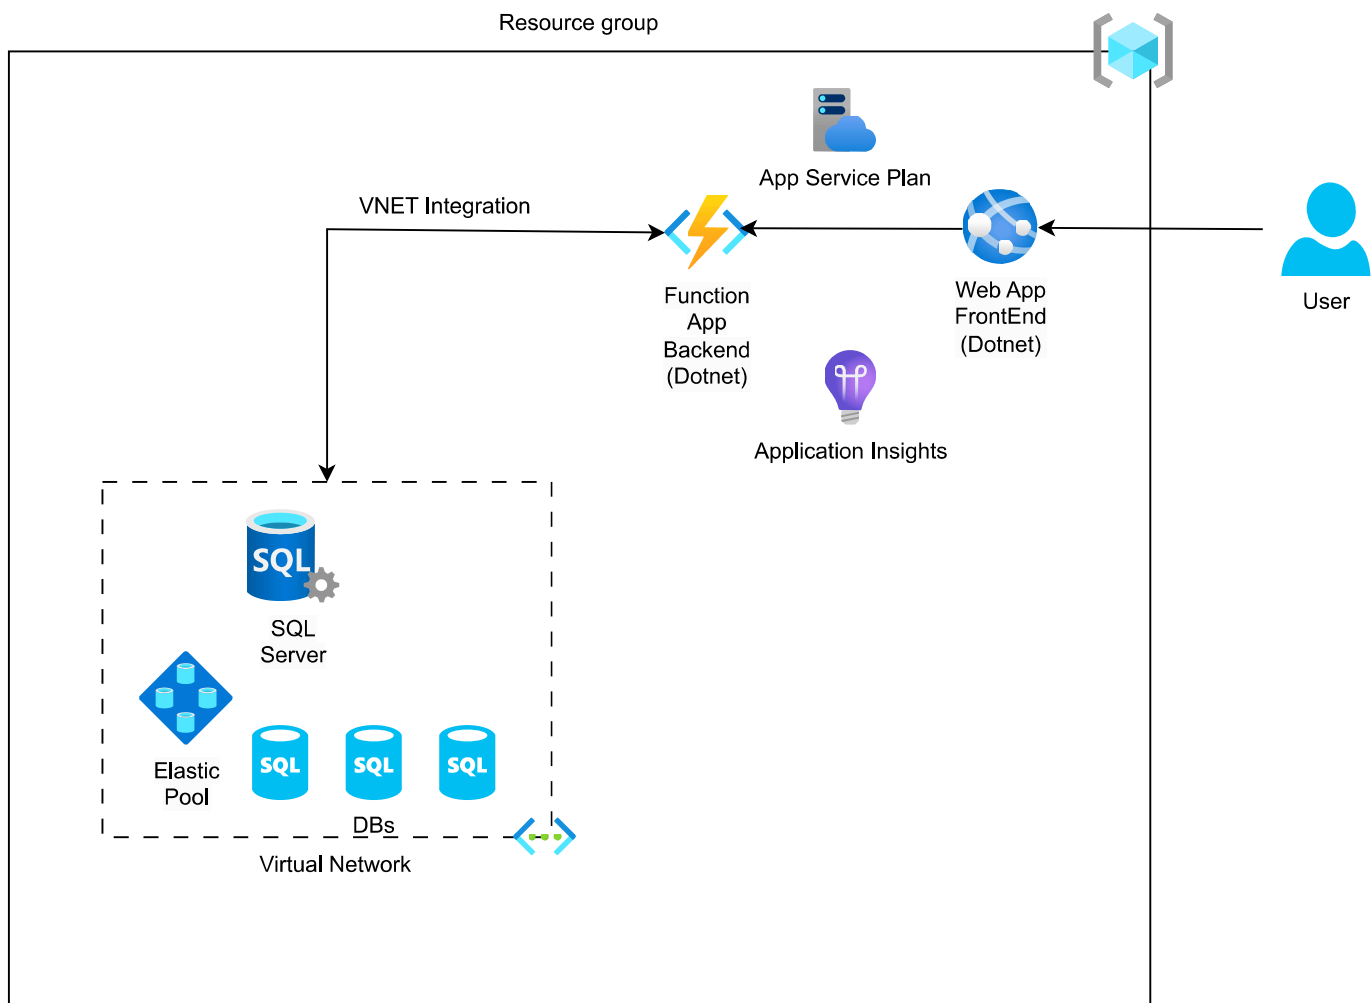 Resource group
App Service Plan
VNET Integration
Function
App
Backend
(Dotnet)
Web App
FrontEnd
(Dotnet)
User
Application Insights
SQL
SQL
Server
Elastic
Pool
SQL
SQL
SQL
DBs
Virtual Network